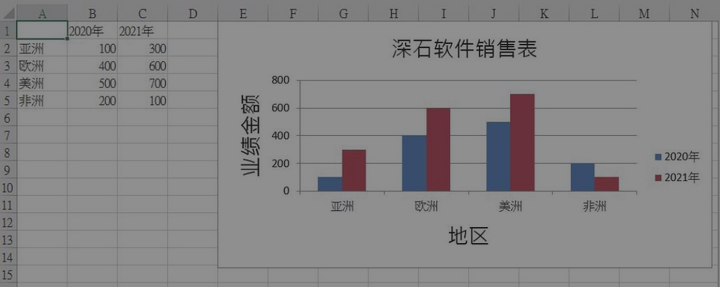 A B C D E F G H I J K L M N
1 2020年 2021年
2 亚洲 100 300
3 欧洲 400 600
4 美洲 500 700
5 非洲 200 100
6
7
8
9
10
11
12
13
14
15
深石软件销售表
业绩金额
800
600
400
200
0
亚洲 欧洲 美洲 非洲
地区
2020年
2021年